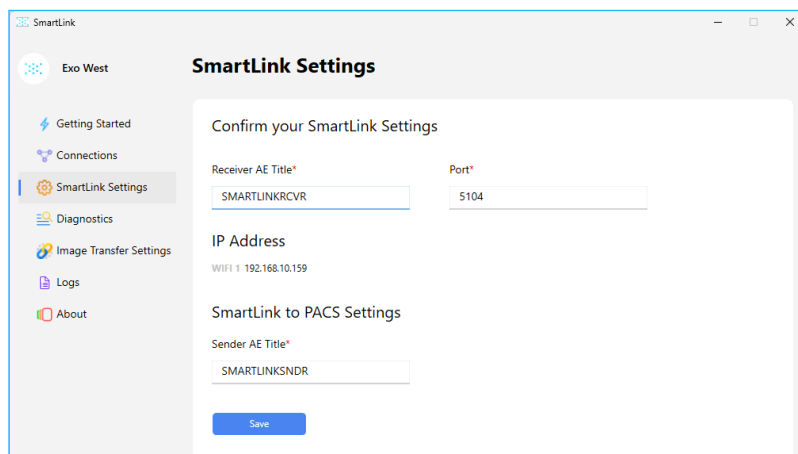 SmartLink
Exo West
SmartLink Settings
Getting Started
Connections
SmartLink Settings
Diagnostics
Image Transfer Settings
Logs
About
Confirm your SmartLink Settings
Receiver AE Title* Port*
SMARTLINKRCVR 5104
IP Address
WIFI 1 192.168.10.159
SmartLink to PACS Settings
Sender AE Title*
SMARTLINKSNDR
Save